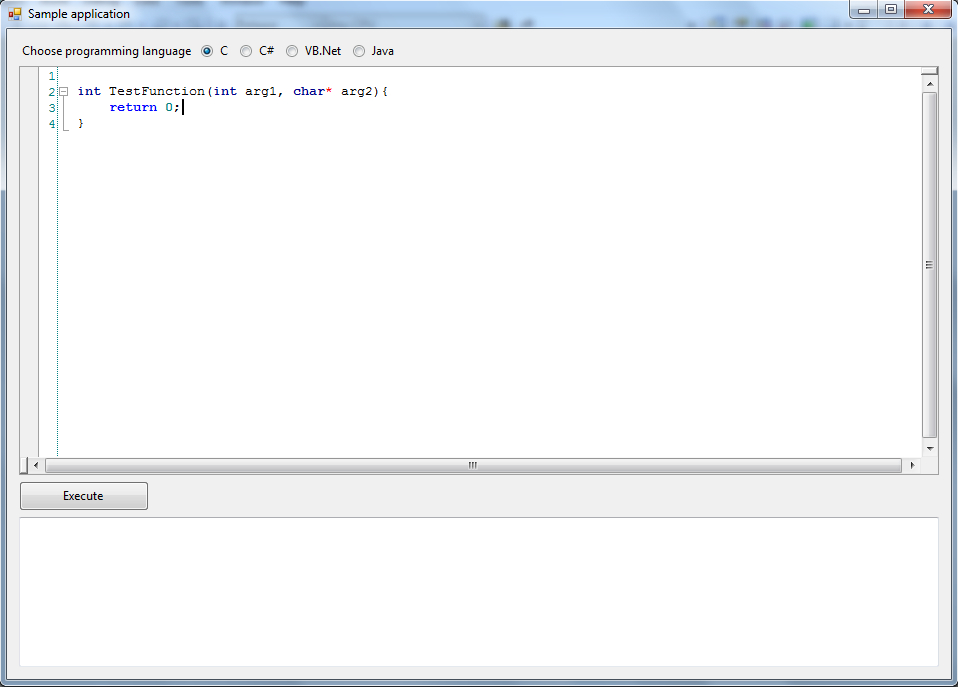 Sample application
Choose programming language C C# VB.Net Java
1
2 int TestFunction(int arg1, char* arg2){
3 return 0;
4 }
Execute